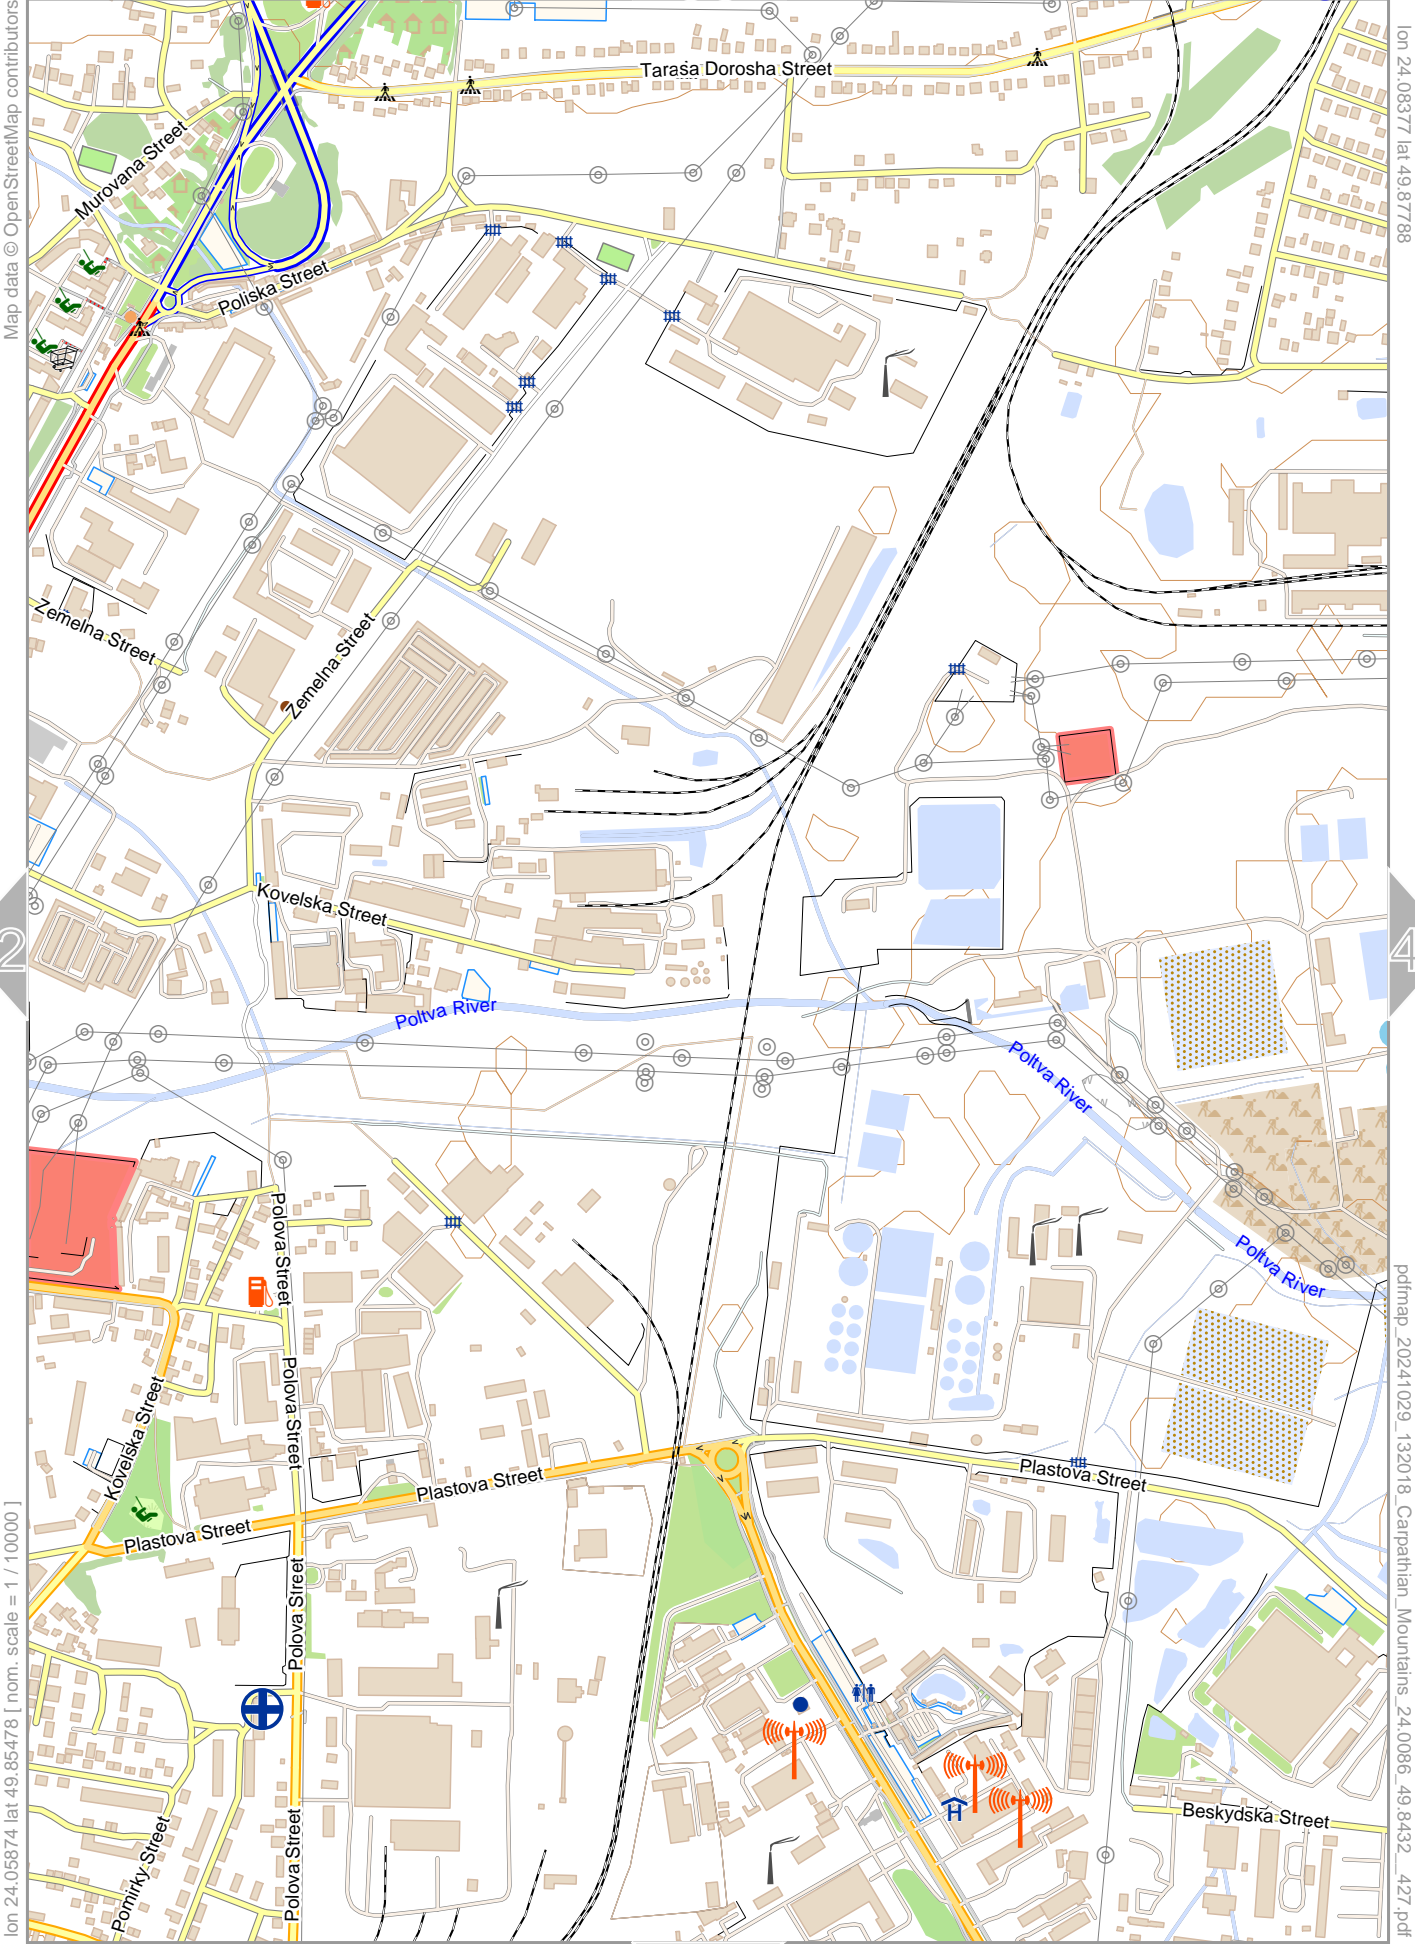 Map data © OpenStreetMap contributors
lon 24.08377 lat 49.87788
Tarasa Dorosha Street
Murovana Street
Poliska Street
Zemelna Street
Zemelna Street
Kovelska Street
2
4
Poltva River
Poltva River
Poltva River
Polova Street
Polova Street
Kovelska Street
Plastova Street
Plastova Street
Plastova Street
Polova Street
H
Beskydska Street
Pomirky Street
Polova Street
lon 24.05874 lat 49.85478 [ nom. scale = 1 / 10000 ]
pdfmap_20241029_132018_Carpathian_Mountains_24.0086_49.8432__427.pdf